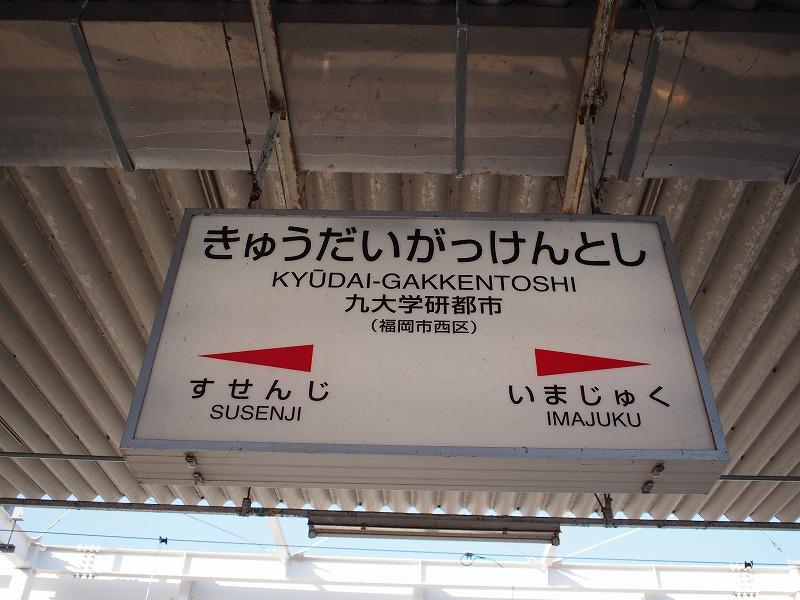 きゅうだいがっけんとし
KYŪDAI-GAKKENTOSHI
九大学研都市
（福岡市西区）
すせんじ
SUSENJI
いまじゅく
IMAJUKU